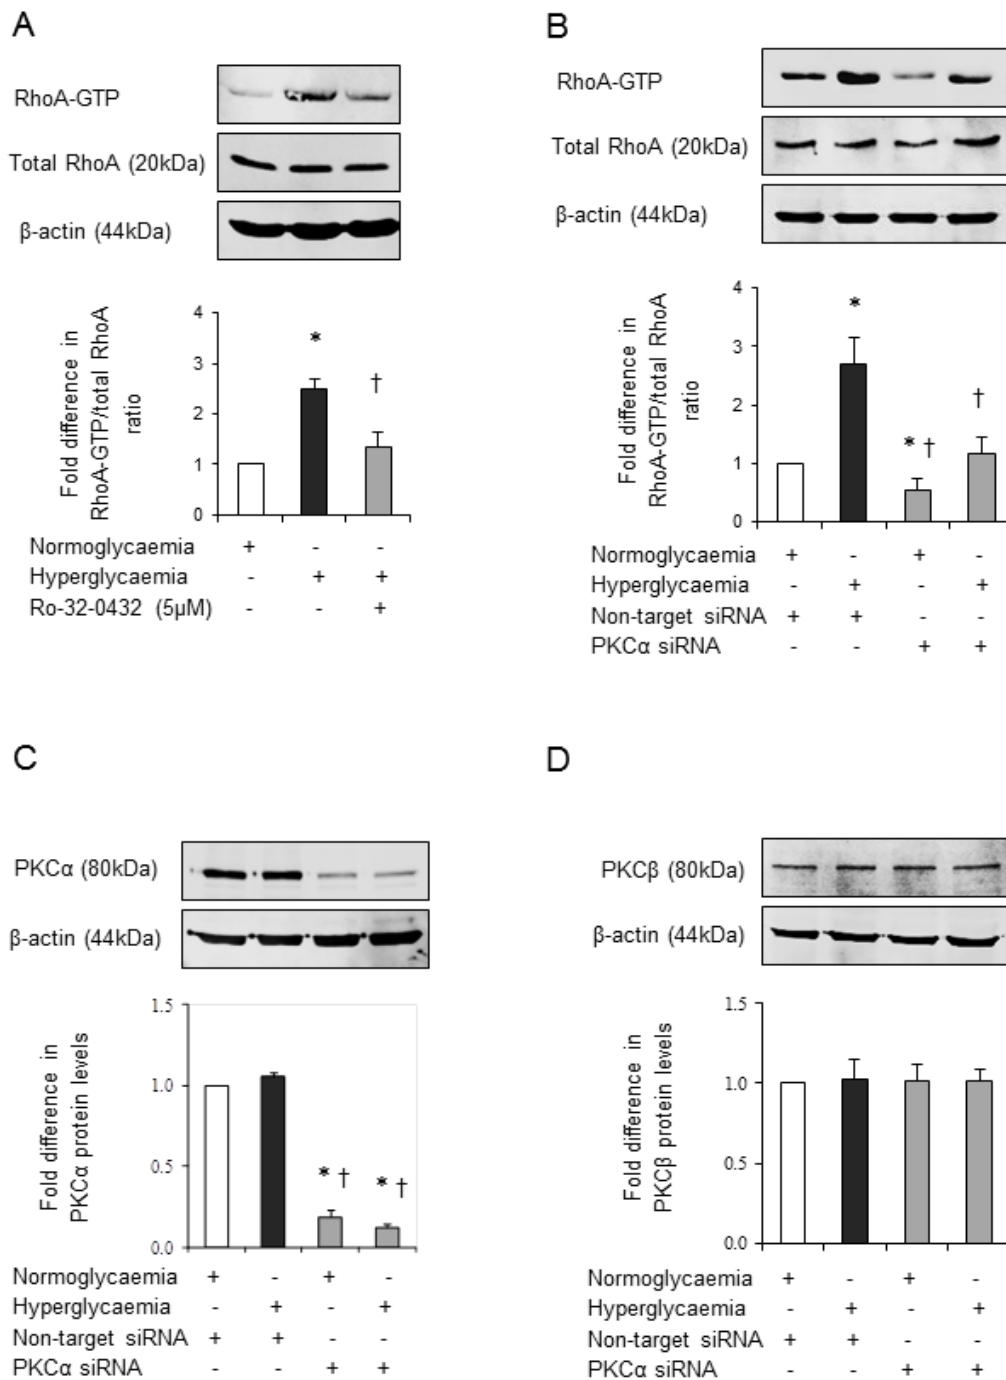 A
RhoA-GTP
Total RhoA (20kDa)
β-actin (44kDa)
Fold difference in
RhoA-GTP/total RhoA
ratio
4
3
2
1
0
*
†
Normoglycaemia + - -
Hyperglycaemia - + +
Ro-32-0432 (5μM) - - +
B
RhoA-GTP
Total RhoA (20kDa)
β-actin (44kDa)
Fold difference in
RhoA-GTP/total RhoA
ratio
4
3
2
1
0
*
* †
†
Normoglycaemia + - + -
Hyperglycaemia - + - +
Non-target siRNA + + - -
PKCα siRNA - - + +
C
PKCα (80kDa)
β-actin (44kDa)
Fold difference in
PKCα protein levels
1.5
1.0
0.5
0.0
* †
* †
Normoglycaemia + - + -
Hyperglycaemia - + - +
Non-target siRNA + + - -
PKCα siRNA - - + +
D
PKCβ (80kDa)
β-actin (44kDa)
Fold difference in
PKCβ protein levels
1.5
1.0
0.5
0.0
Normoglycaemia + - + -
Hyperglycaemia - + - +
Non-target siRNA + + - -
PKCα siRNA - - + +